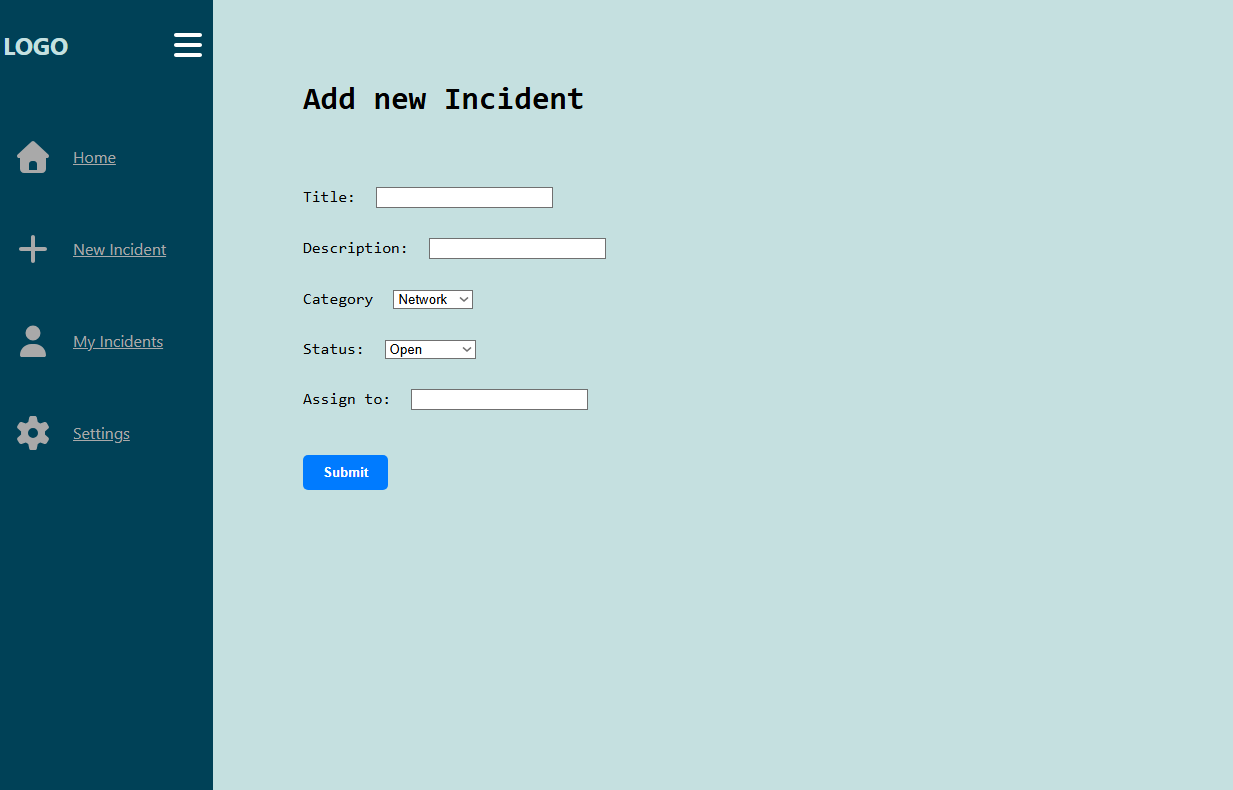 LOGO
Home
New Incident
My Incidents
Settings
Add new Incident
Title:
Description:
Category Network
Status: Open
Assign to:
Submit